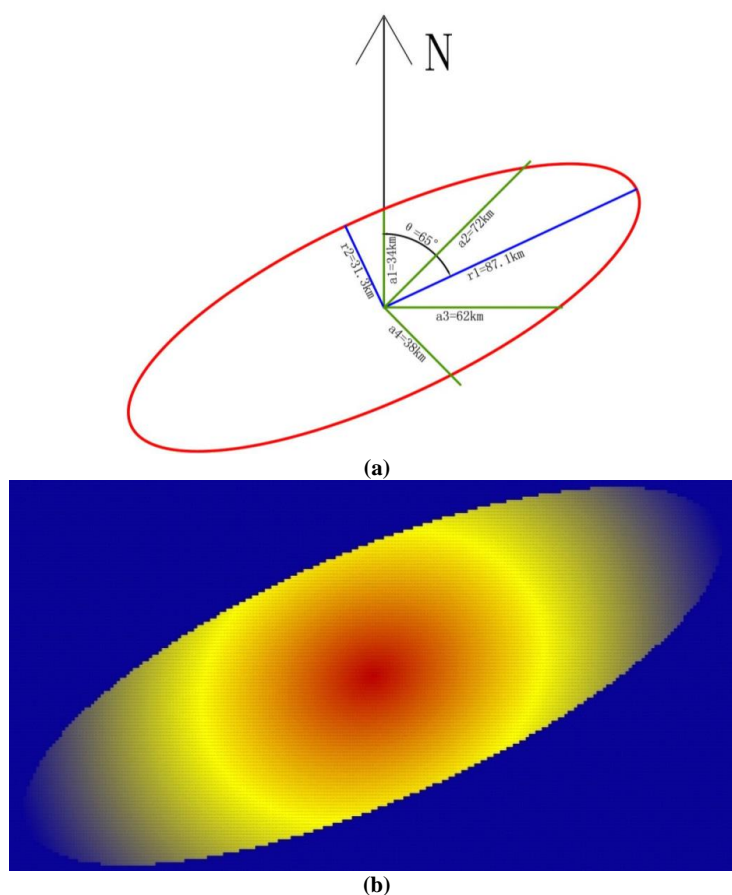 N
θ=65°
a1=34km
a2=72km
r2=31.3km
r1=87.1km
a3=62km
a4=38km
(a)
(b)